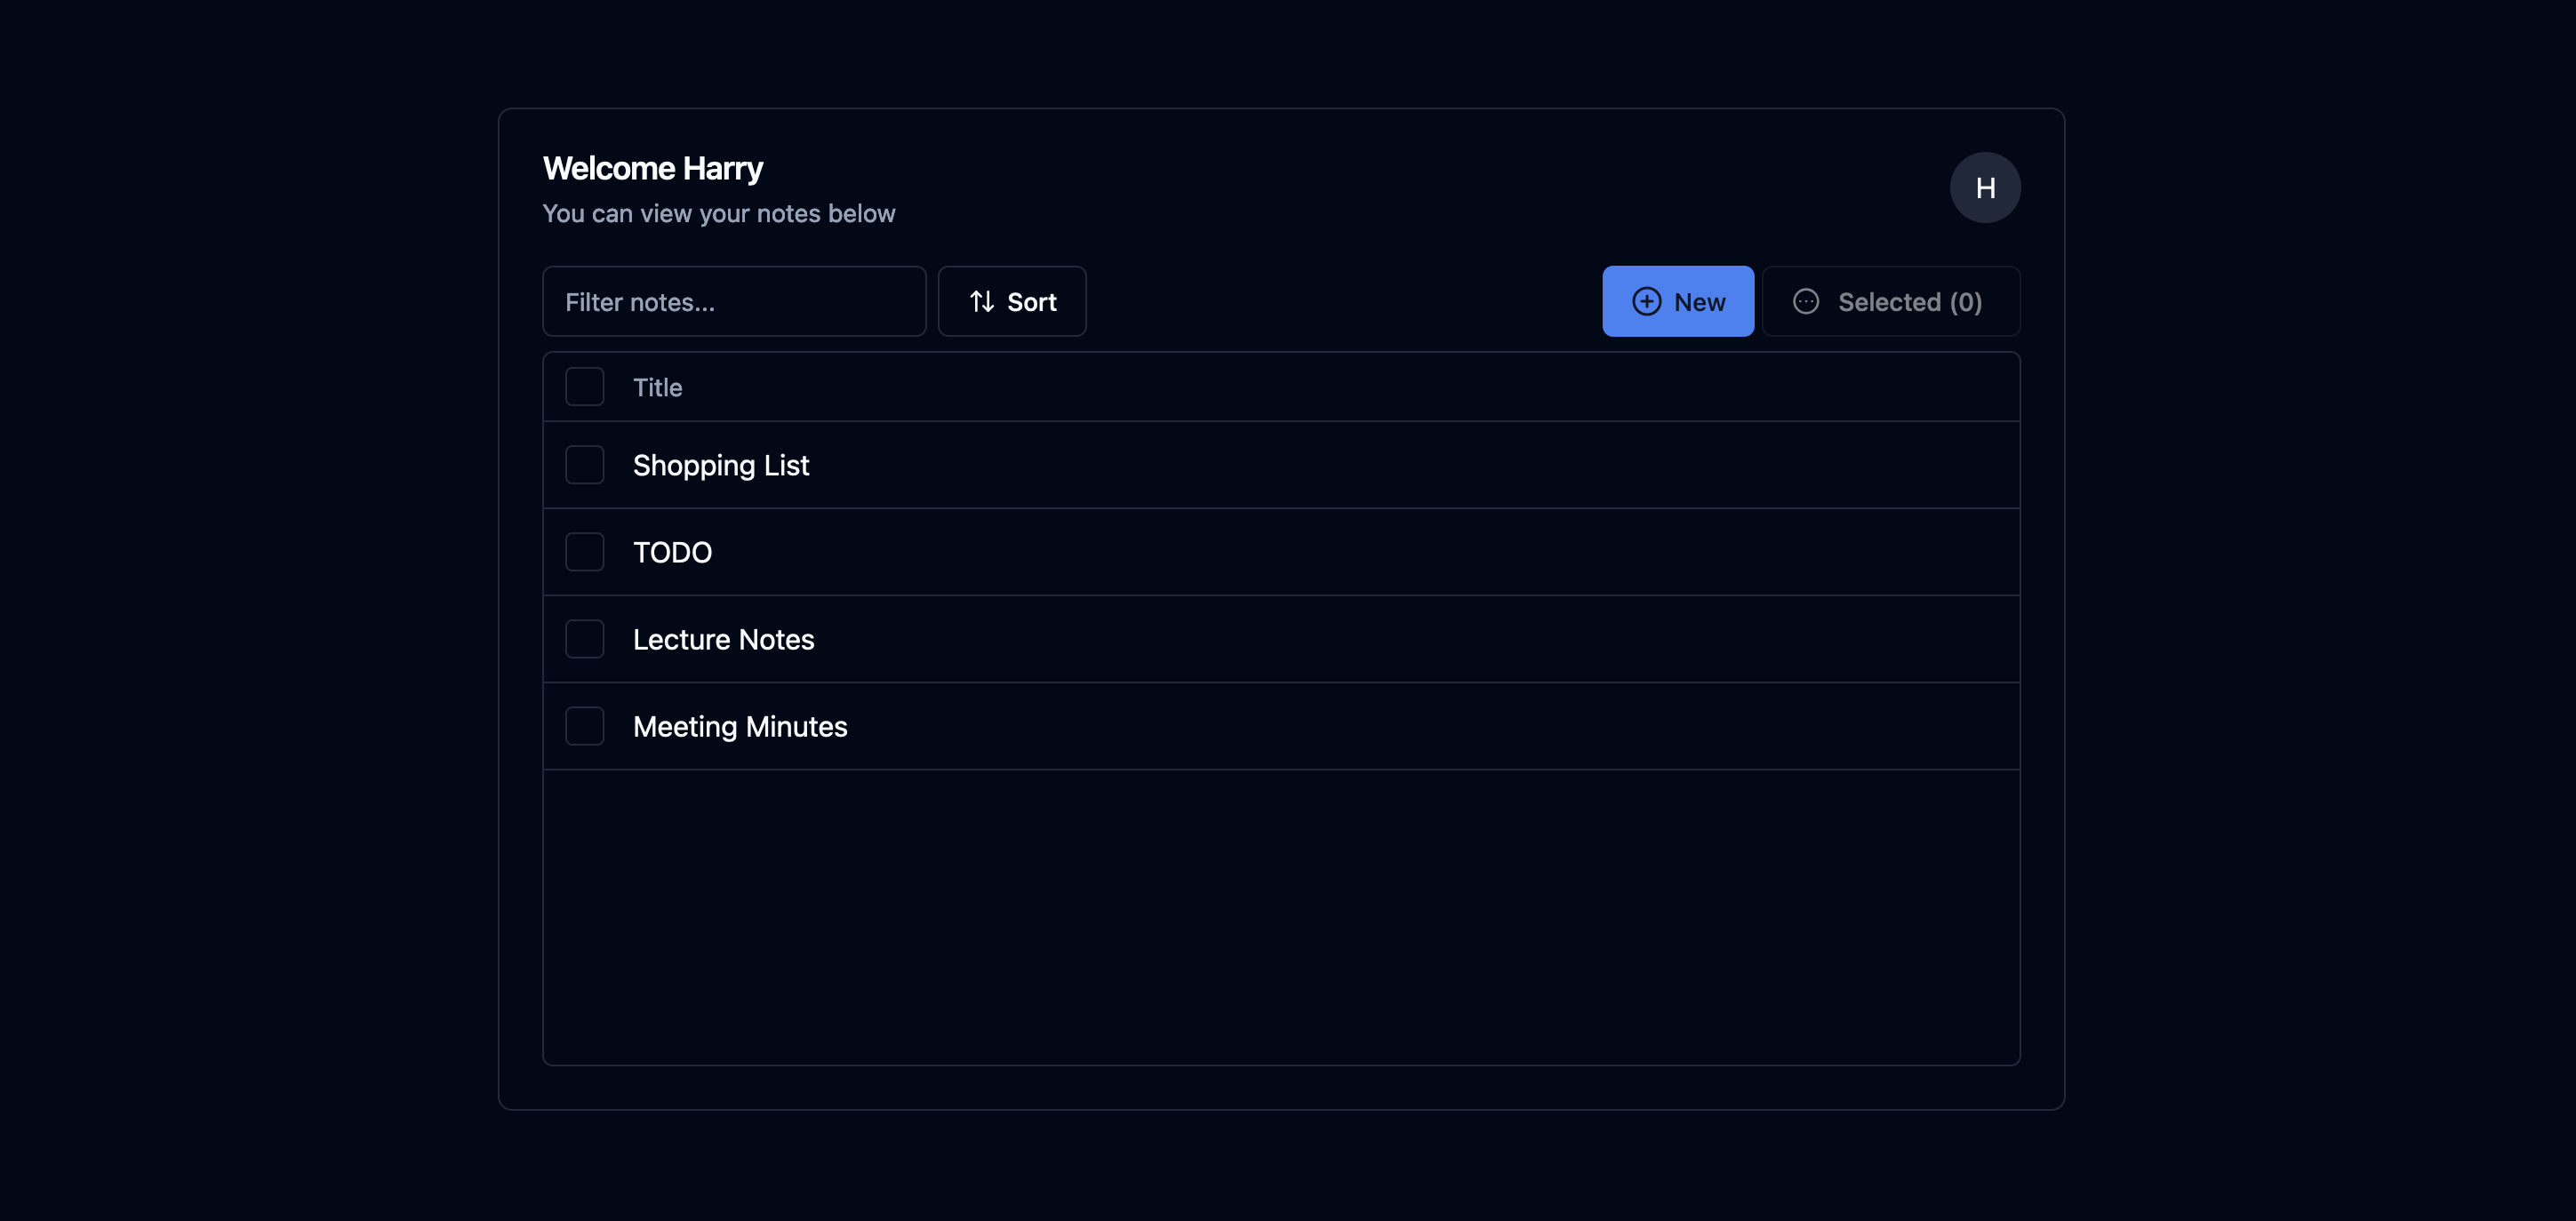 Welcome Harry
H
You can view your notes below
Filter notes...
Sort
New
Selected (0)
Title
Shopping List
TODO
Lecture Notes
Meeting Minutes